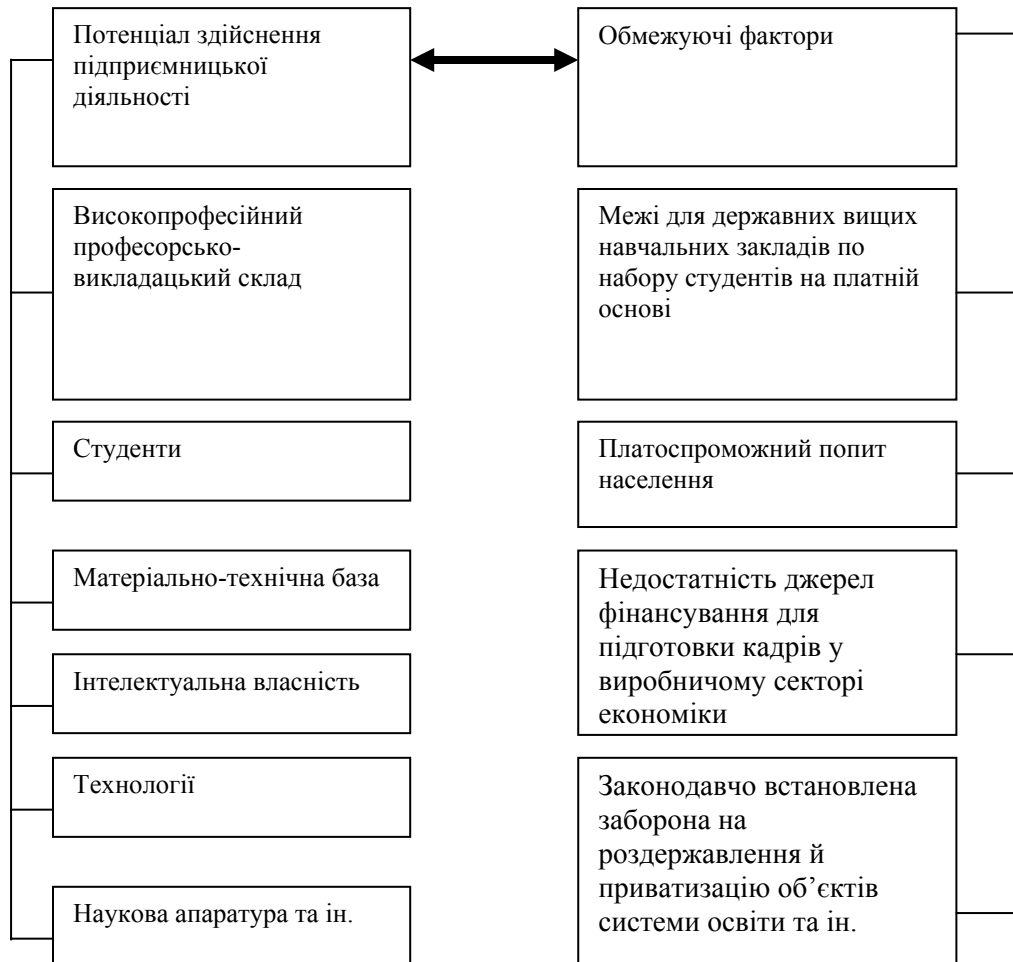 Потенціал здійснення
підприємницької
діяльності
Обмежуючі фактори
Високопрофесійний
професорсько-
викладацький склад
Межі для державних вищих
навчальних закладів по
набору студентів на платній
основі
Студенти
Платоспроможний попит
населення
Матеріально-технічна база
Недостатність джерел
фінансування для
підготовки кадрів у
виробничому секторі
економіки
Інтелектуальна власність
Технології
Законодавчо встановлена
заборона на
роздержавлення й
приватизацію об’єктів
системи освіти та ін.
Наукова апаратура та ін.